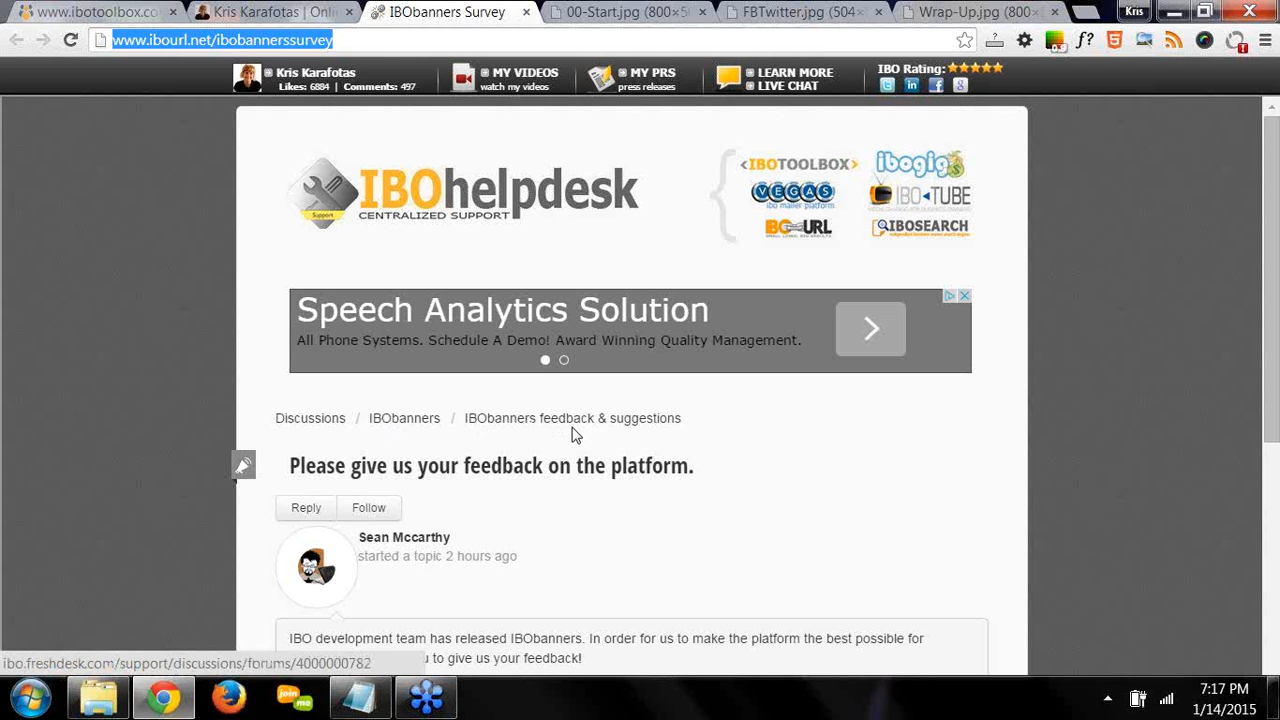 www.ibotoolbox.co
Kris Karafotas | Onli
IBObanners Survey
00-Start.jpg (800×5
FBTwitter.jpg (504×
Wrap-Up.jpg (800×
Kris
www.ibourl.net/ibobannerssurvey
Kris Karafotas
Likes: 6884 | Comments: 497
MY VIDEOS
watch my videos
MY PRS
press releases
LEARN MORE
LIVE CHAT
IBO Rating:
IBOhelpdesk
CENTRALIZED SUPPORT
Support
<IBOTOOLBOX>
ibogig
VEGAS
ibo mailer platform
IBO TUBE
URL
IBOSEARCH
Speech Analytics Solution
All Phone Systems. Schedule A Demo! Award Winning Quality Management.
Discussions / IBObanners / IBObanners feedback & suggestions
Please give us your feedback on the platform.
Reply
Follow
Sean Mccarthy
started a topic 2 hours ago
IBO development team has released IBObanners. In order for us to make the platform the best possible for
u to give us your feedback!
ibo.freshdesk.com/support/discussions/forums/4000000782
join
me
7:17 PM
1/14/2015